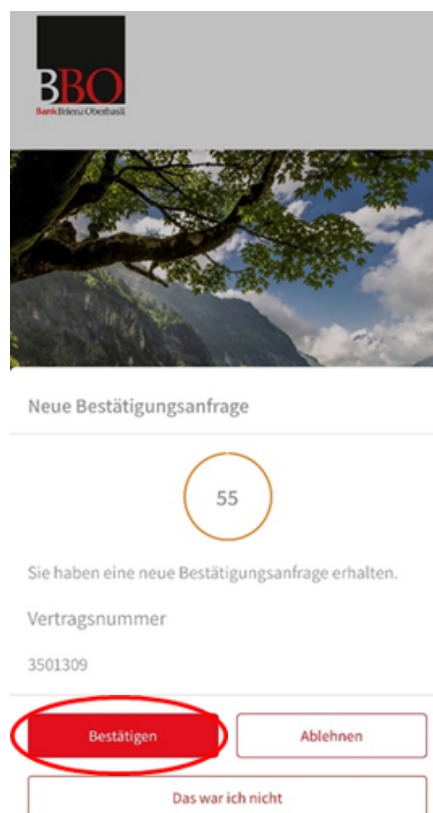 BBO
Bank Brienz Oberhasli
Neue Bestätigungsanfrage
55
Sie haben eine neue Bestätigungsanfrage erhalten.
Vertragsnummer
3501309
Bestätigen
Ablehnen
Das war ich nicht